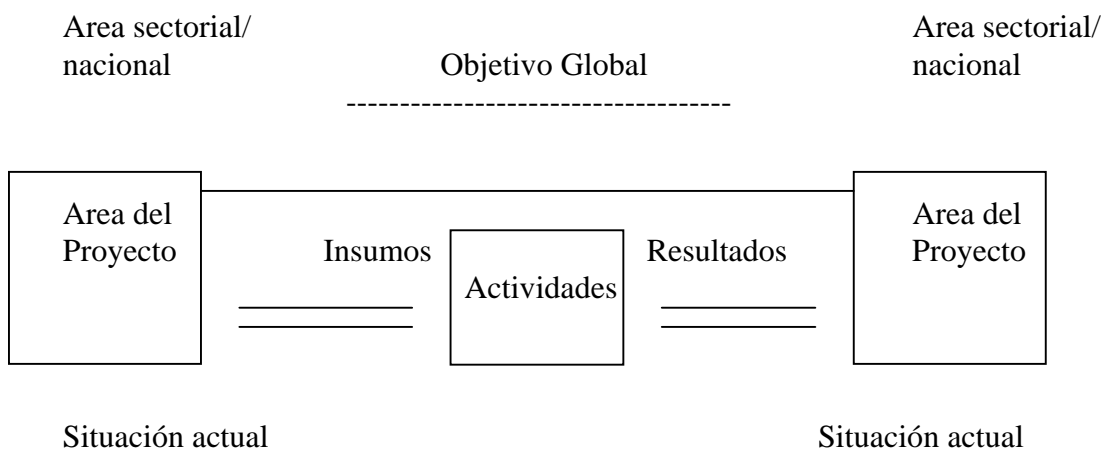 Area sectorial/
nacional
Objetivo Global
Area sectorial/
nacional
------------------------------------
Area del
Proyecto
Insumos
Actividades
Resultados
Area del
Proyecto
Situación actual
Situación actual